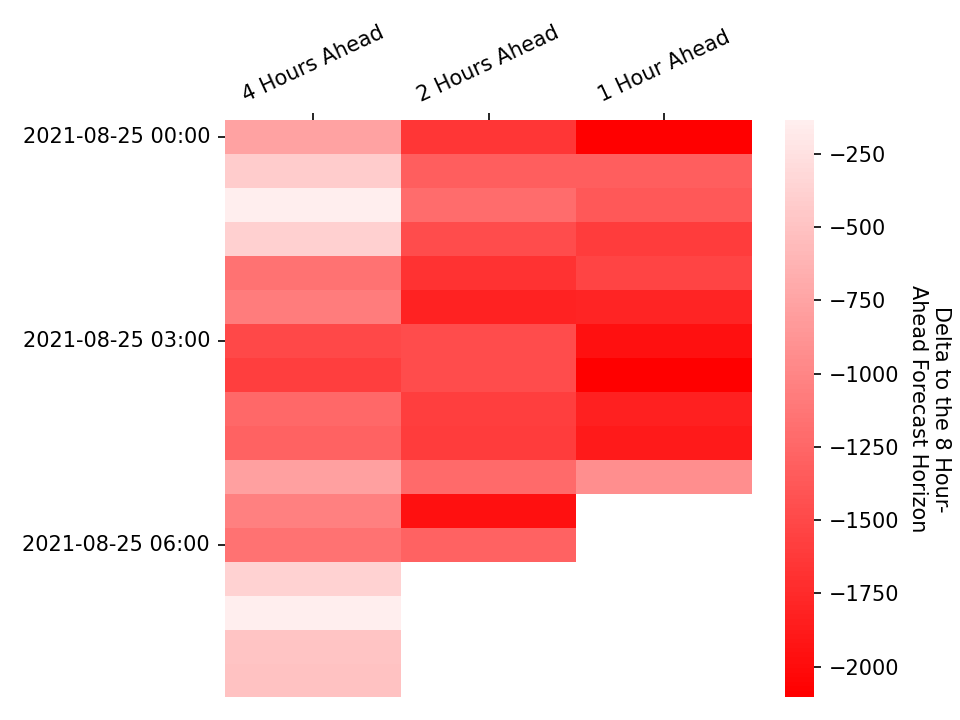 4 Hours Ahead
2 Hours Ahead
1 Hour Ahead
2021-08-25 00:00
2021-08-25 03:00
2021-08-25 06:00
−250
−500
−750
−1000
−1250
−1500
−1750
−2000
Delta to the 8 Hour-
Ahead Forecast Horizon